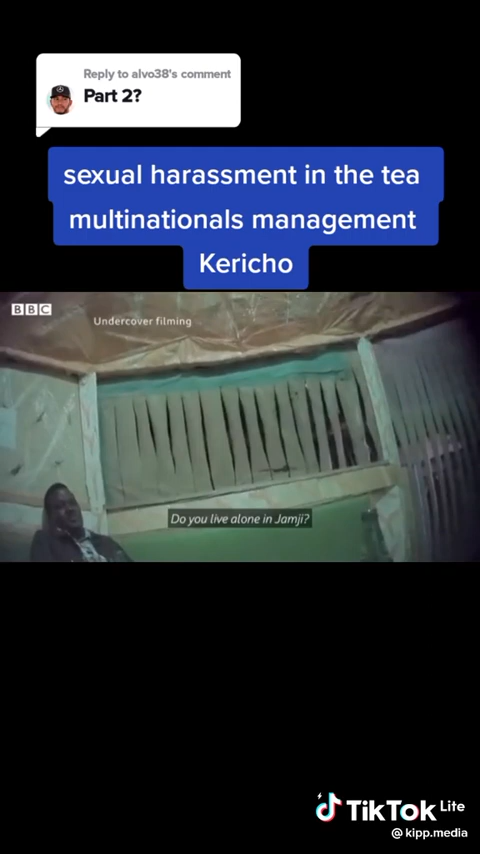 Reply to alvo38's comment
Part 2?
sexual harassment in the tea
multinationals management
Kericho
BBC
Undercover filming
Do you live alone in Jamji?
TikTok Lite
@kipp.media